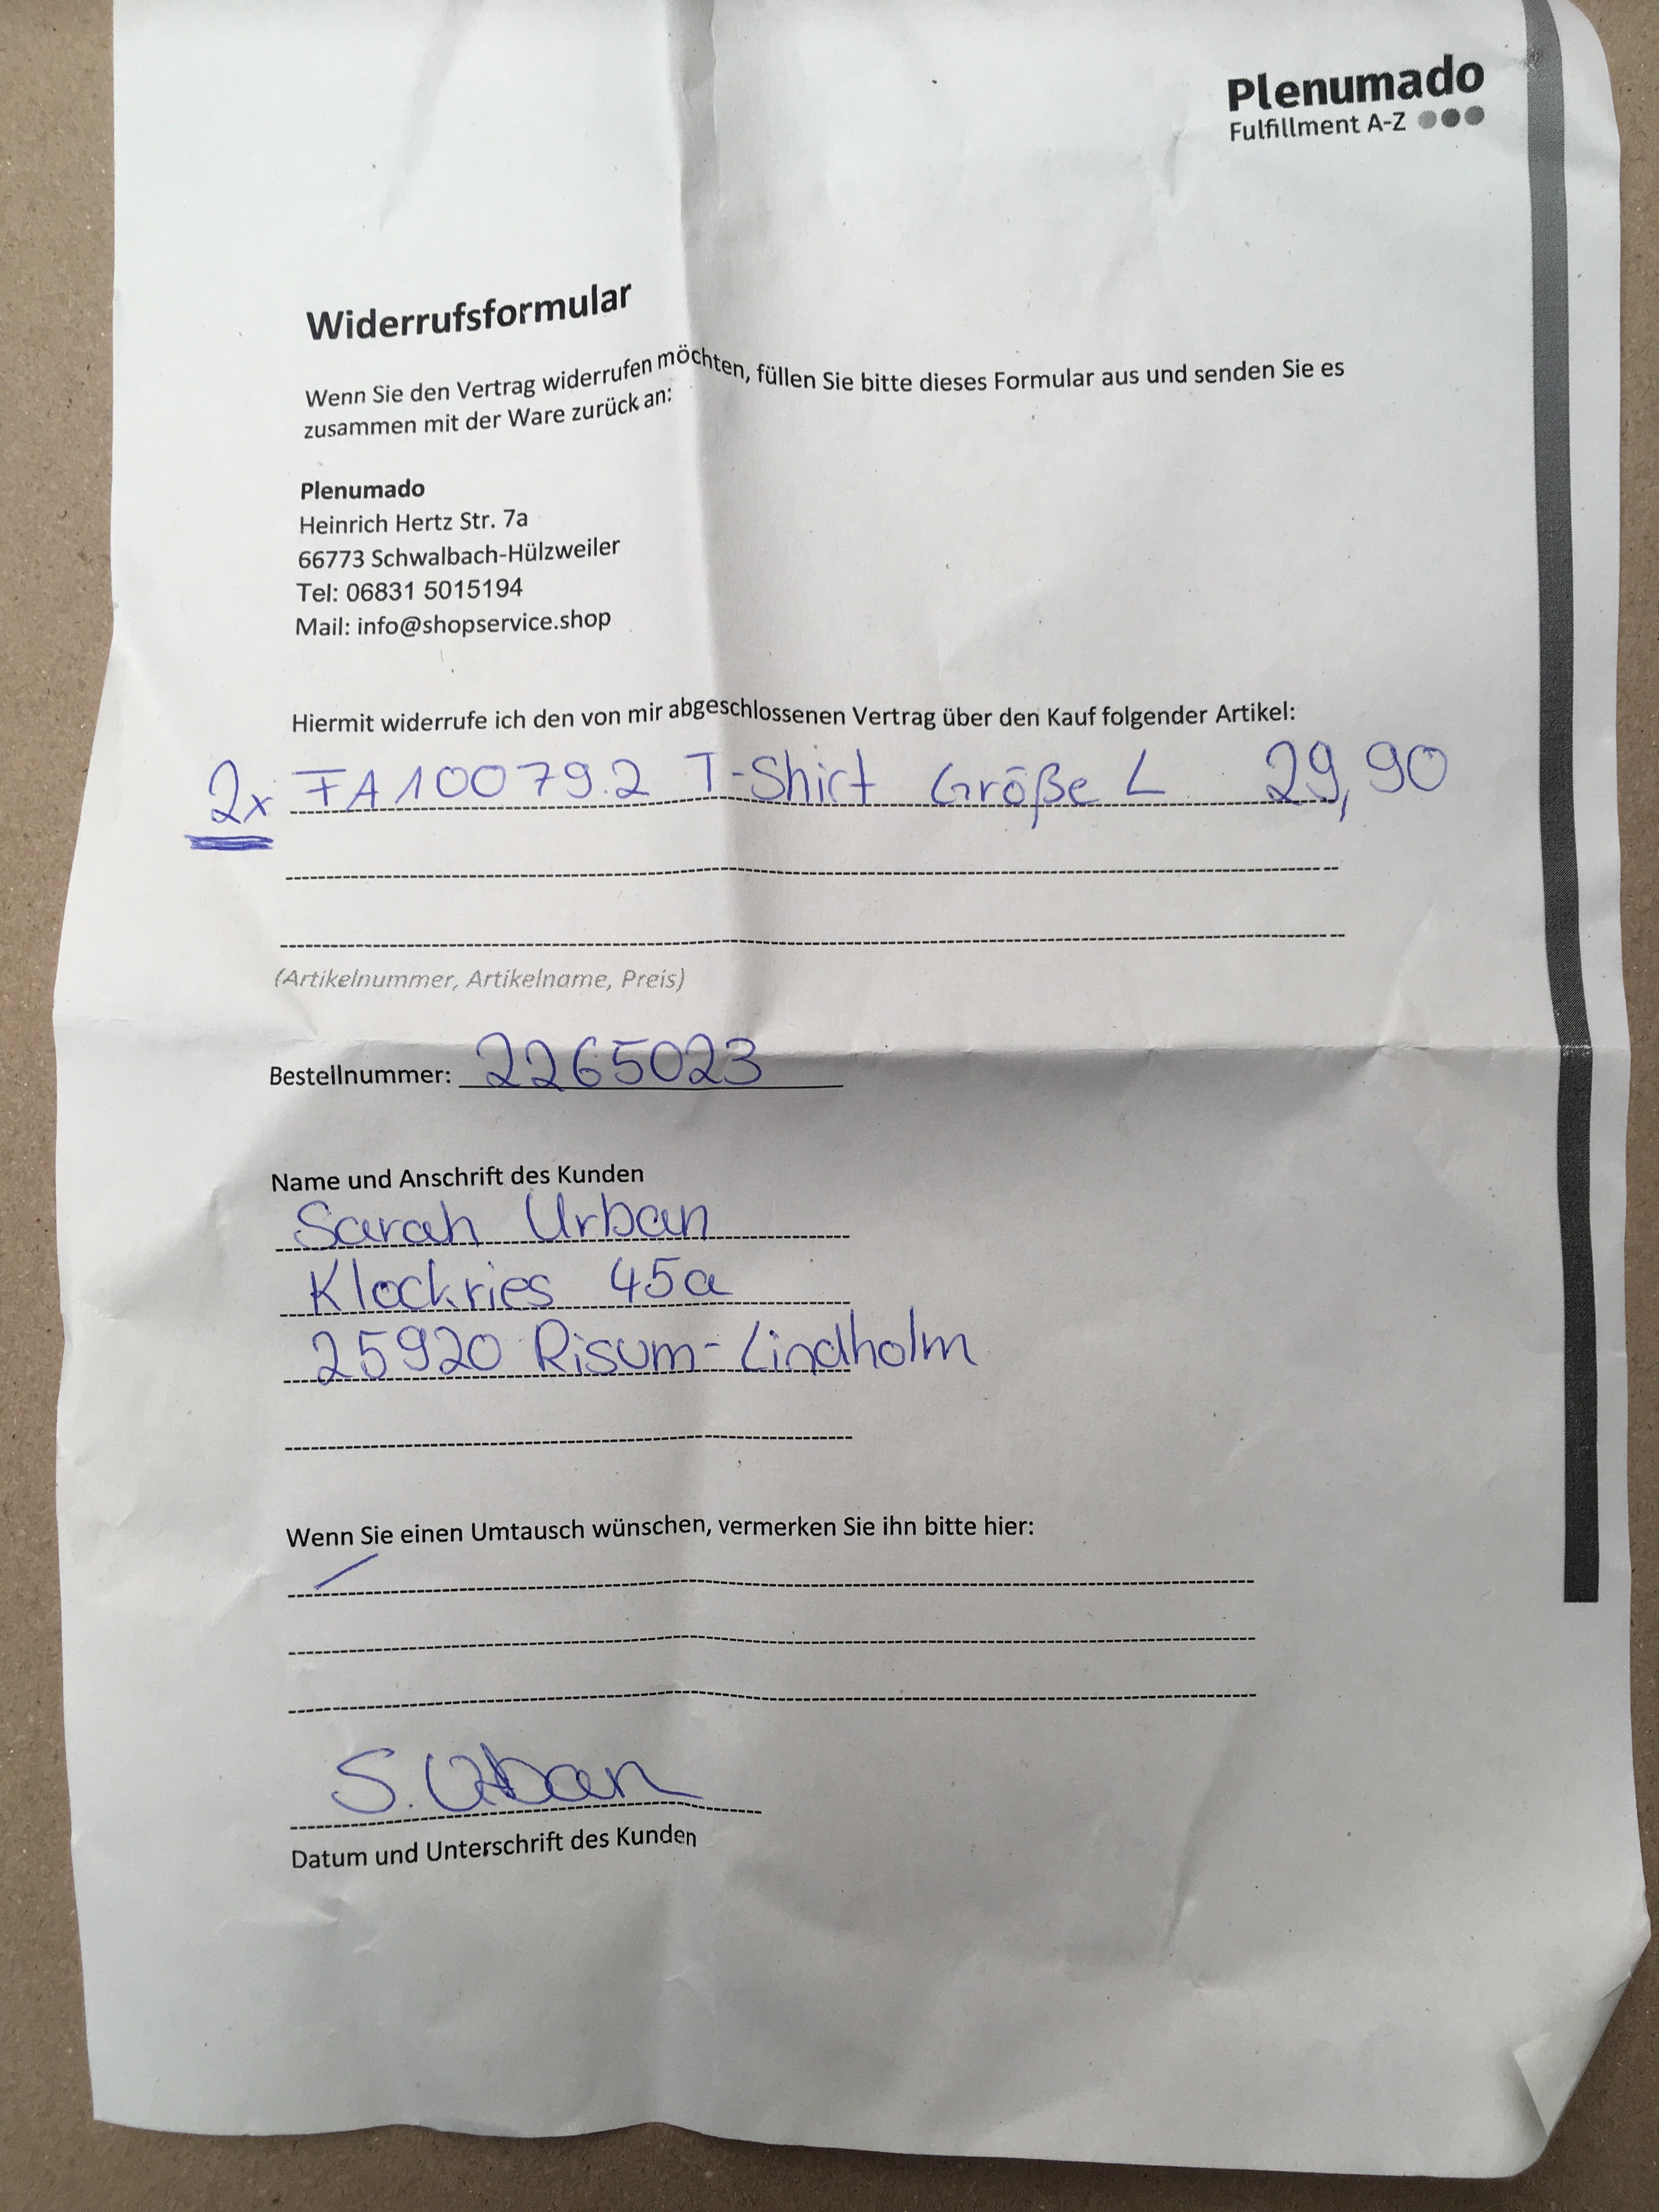 Plenumado
Fulfillment A-Z
Widerrufsformular
Wenn Sie den Vertrag widerrufen möchten, füllen Sie bitte dieses Formular aus und senden Sie es
zusammen mit der Ware zurück an:
Plenumado
Heinrich Hertz Str. 7a
66773 Schwalbach-Hülzweiler
Tel: 06831 5015194
Mail: info@shopservice.shop
Hiermit widerrufe ich den von mir abgeschlossenen Vertrag über den Kauf folgender Artikel:
2x FA10079.2 T-Shirt Größe L 29,90
(Artikelnummer, Artikelname, Preis)
Bestellnummer: 2265023
Name und Anschrift des Kunden
Sarah Urban
Klockries 45a
25920 Risum-Lindholm
Wenn Sie einen Umtausch wünschen, vermerken Sie ihn bitte hier:
S. Urban
Datum und Unterschrift des Kunden